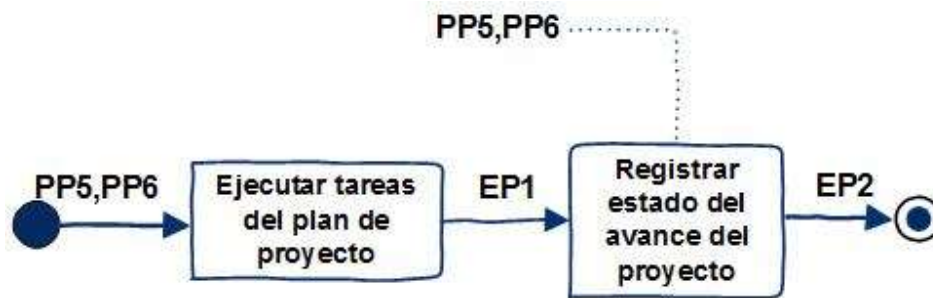 PP5,PP6
PP5,PP6
Ejecutar tareas
del plan de
proyecto
EP1
Registrar
estado del
avance del
proyecto
EP2